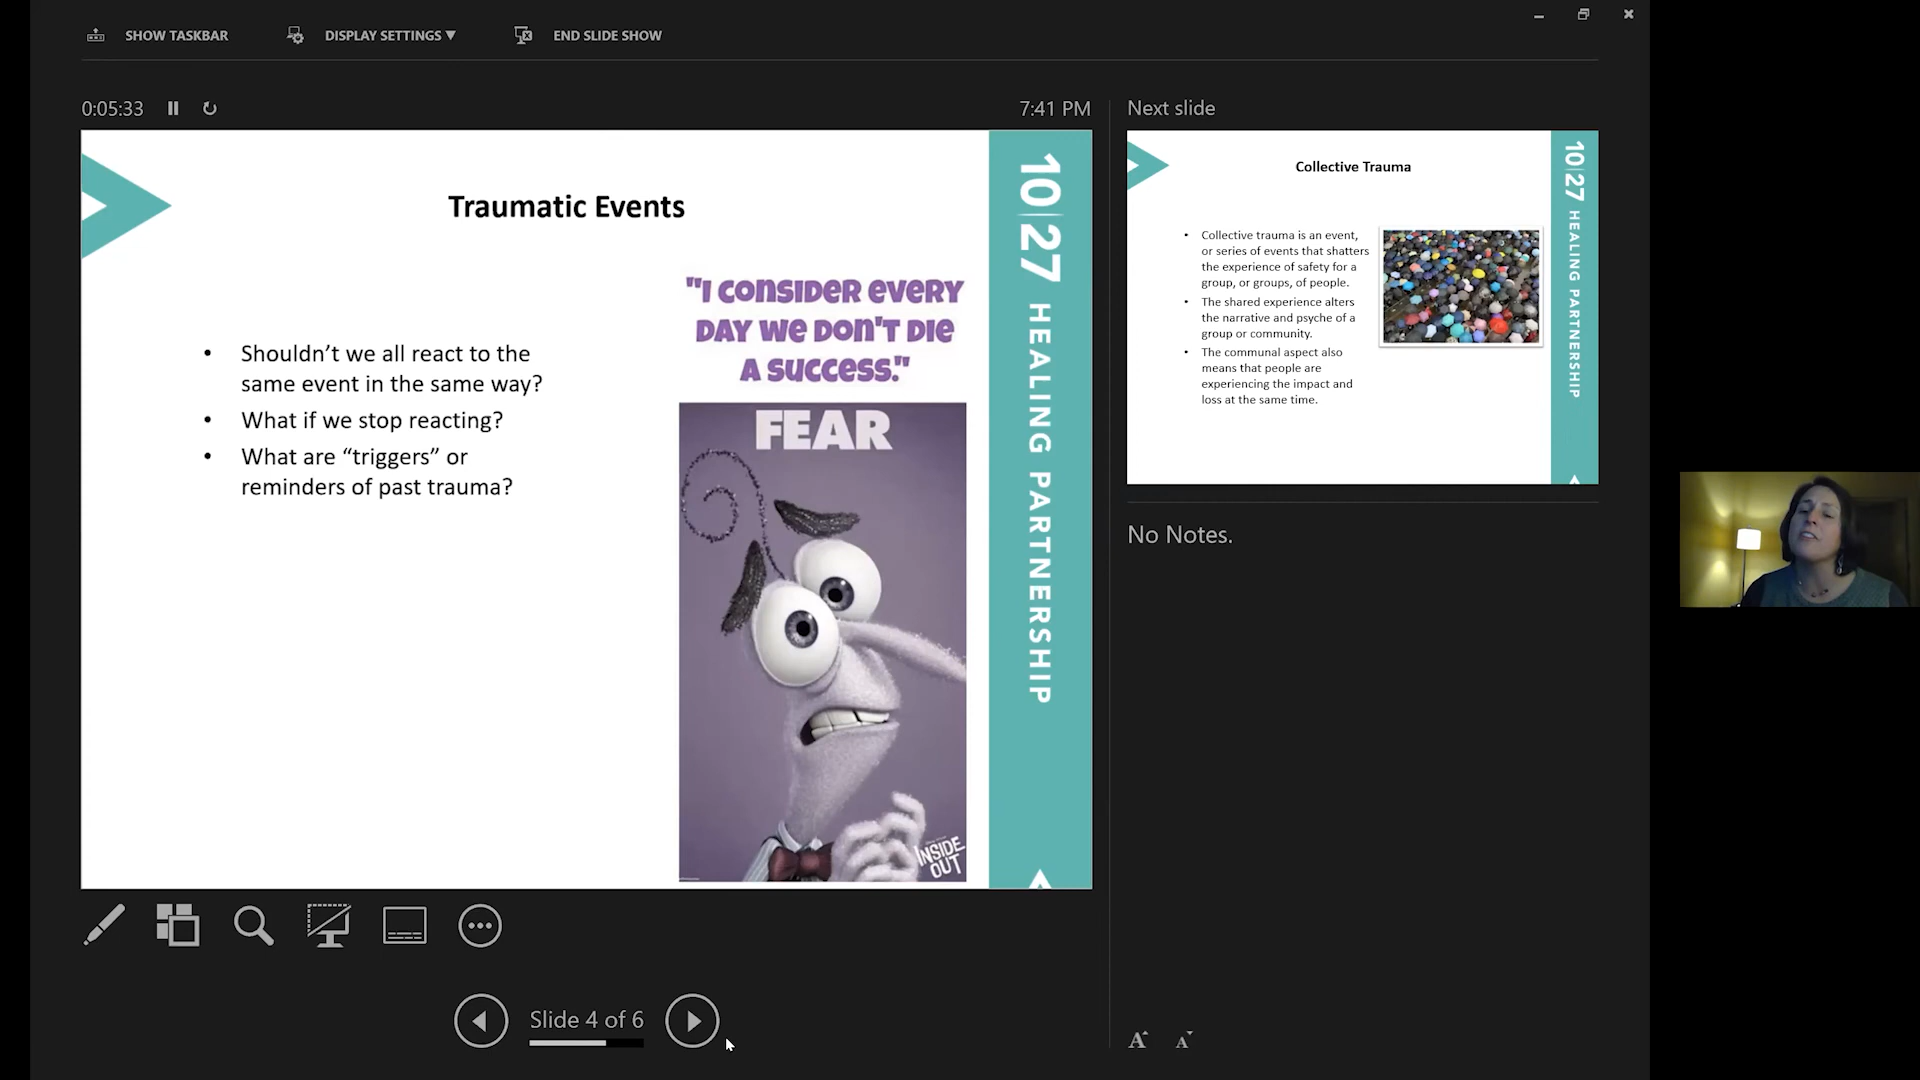 SHOW TASKBAR
DISPLAY SETTINGS ▼
END SLIDE SHOW
0:05:33
7:41 PM
Traumatic Events
• Shouldn’t we all react to the
same event in the same way?
• What if we stop reacting?
• What are “triggers” or
reminders of past trauma?
"I CONSIDER EVERY
DAY WE DON'T DIE
A SUCCESS."
FEAR
INSIDE
OUT
10|27 HEALING PARTNERSHIP
Slide 4 of 6
Next slide
Collective Trauma
• Collective trauma is an event,
or series of events that shatters
the experience of safety for a
group, or groups, of people.
• The shared experience alters
the narrative and psyche of a
group or community.
• The communal aspect also
means that people are
experiencing the impact and
loss at the same time.
10|27 HEALING PARTNERSHIP
No Notes.
A A